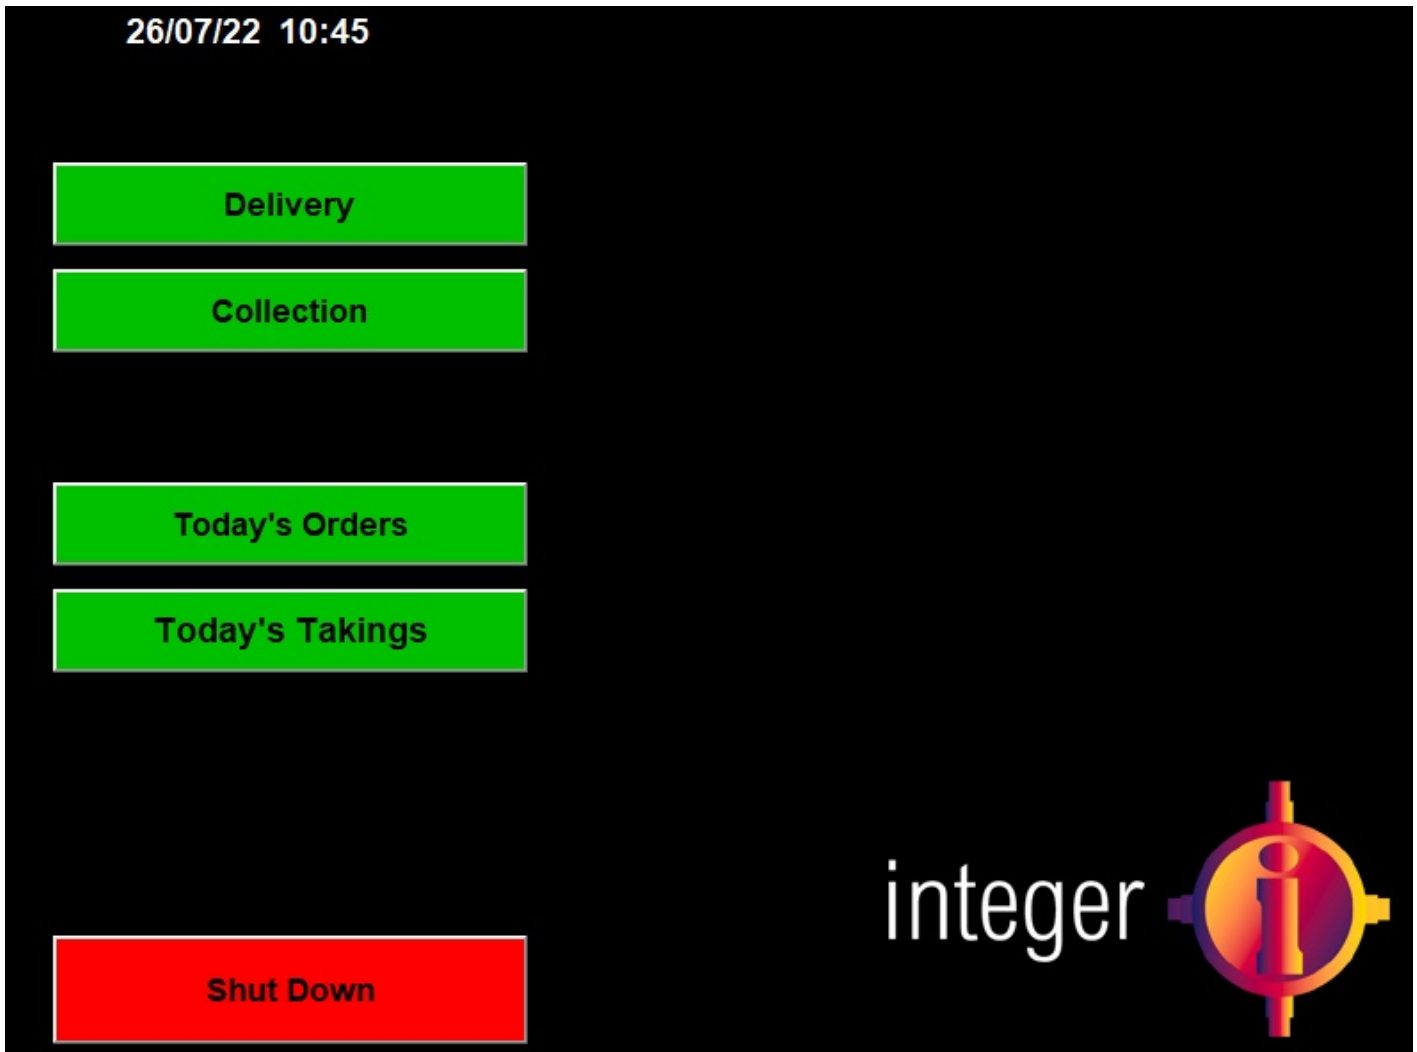 26/07/22 10:45
Delivery
Collection
Today's Orders
Today's Takings
Shut Down
integer i